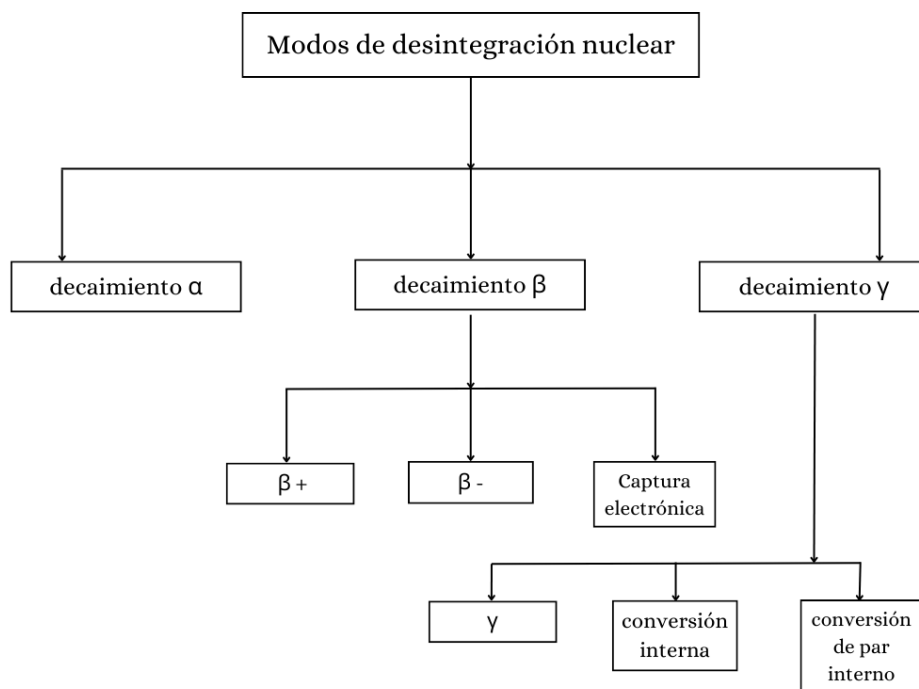 Modos de desintegración nuclear
decaimiento α
decaimiento β
decaimiento γ
β +
β -
Captura
electrónica
γ
conversión
interna
conversión
de par
interno